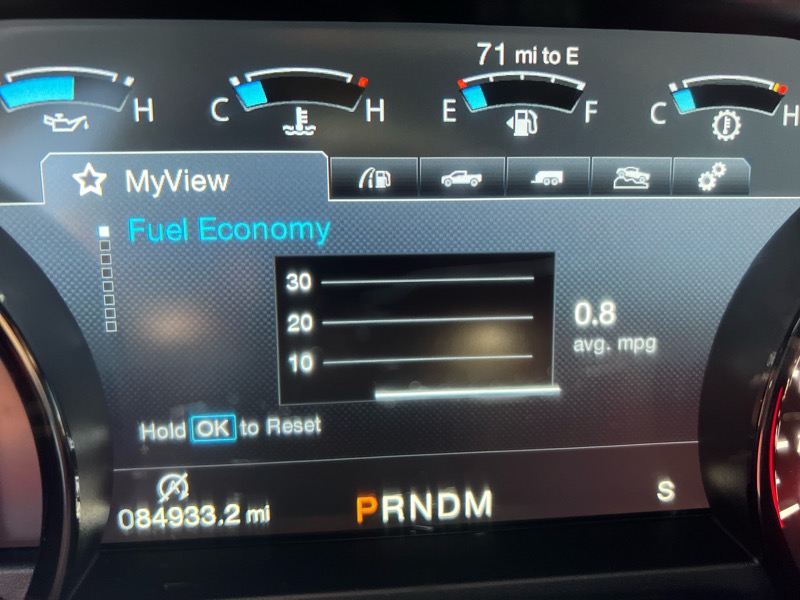 71 mi to E
H
C H
E F
C H
MyView
Fuel Economy
30
20
10
0.8
avg. mpg
Hold OK to Reset
084933.2 mi
PRNDM
S